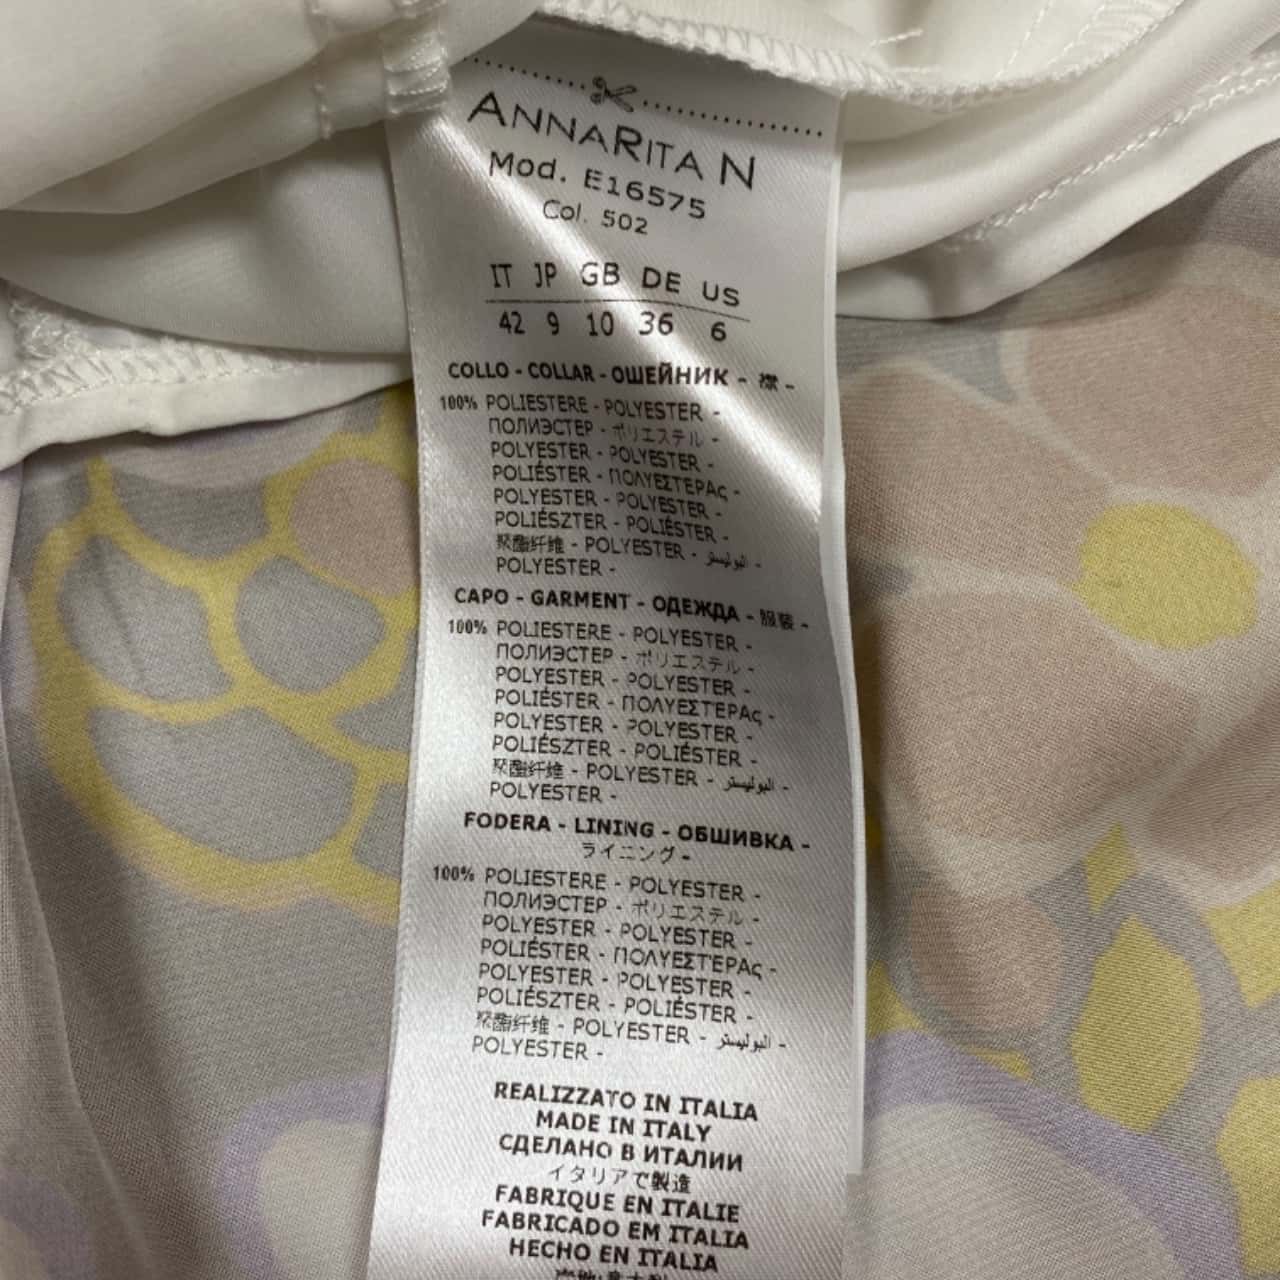 ANNARITA N
Mod. E16575
Col. 502
IT JP GB DE US
42 9 10 36 6
COLLO - COLLAR - ОШЕЙНИК - 襟 -
100% POLIESTERE - POLYESTER -
ПОЛИЭСТЕР - ポリエステル -
POLYESTER - POLYESTER -
POLIÉSTER - ΠΟΛΥΕΣΤΕΡΑς -
POLYESTER - POLYESTER -
POLIÉSZTER - POLIÉSTER -
聚酯纤维 - POLYESTER - البوليستر -
POLYESTER -
CAPO - GARMENT - ОДЕЖДА - 服装 -
100% POLIESTERE - POLYESTER -
ПОЛИЭСТЕР - ポリエステル -
POLYESTER - POLYESTER -
POLIÉSTER - ΠΟΛΥΕΣΤΕΡΑς -
POLYESTER - POLYESTER -
POLIÉSZTER - POLIÉSTER -
聚酯纤维 - POLYESTER - البوليستر -
POLYESTER -
FODERA - LINING - ОБШИВКА -
ライニング -
100% POLIESTERE - POLYESTER -
ПОЛИЭСТЕР - ポリエステル -
POLYESTER - POLYESTER -
POLIÉSTER - ΠΟΛΥΕΣΤΕΡΑς -
POLYESTER - POLYESTER -
POLIÉSZTER - POLIÉSTER -
聚酯纤维 - POLYESTER - البوليستر -
POLYESTER -
REALIZZATO IN ITALIA
MADE IN ITALY
СДЕЛАНО В ИТАЛИИ
イタリアで製造
FABRIQUE EN ITALIE
FABRICADO EM ITALIA
HECHO EN ITALIA